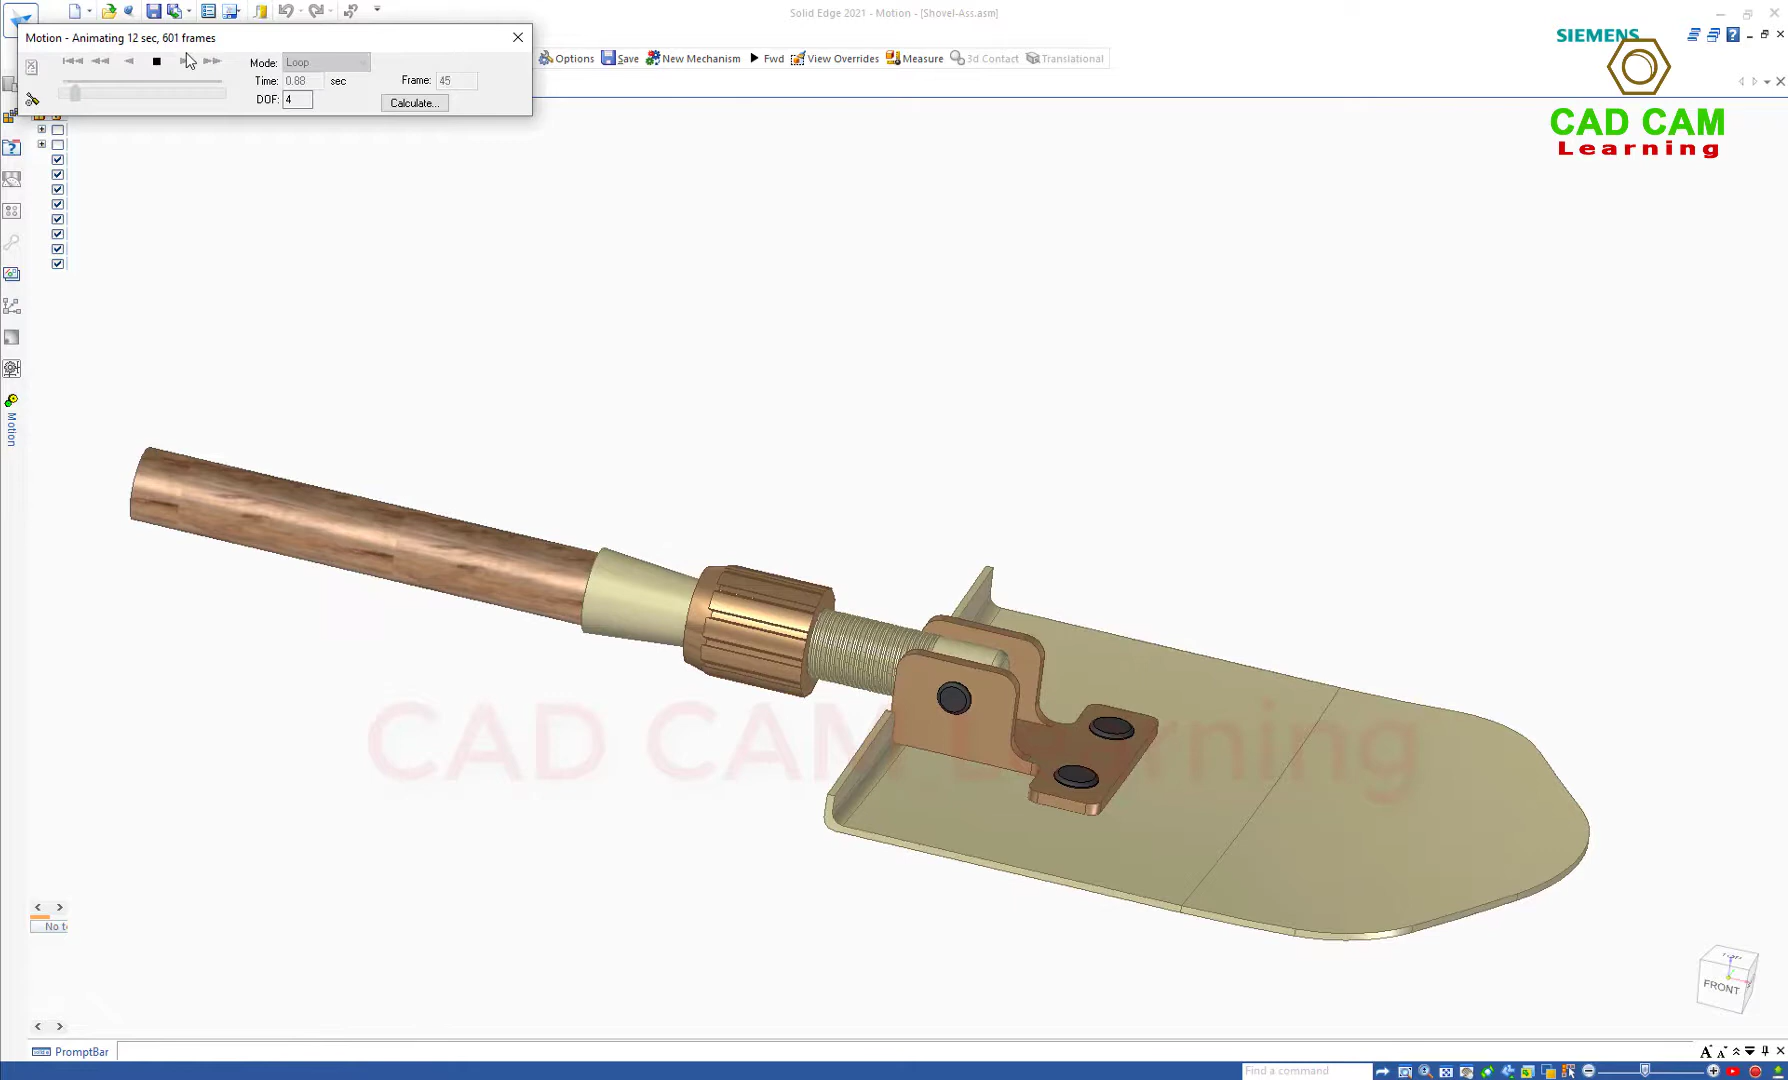 Solid Edge 2021 - Motion - [Shovel-Ass.asm]
Motion - Animating 12 sec, 601 frames
SIEMENS
Mode: Loop
Time: 0.88 sec
Frame: 45
DOF: 4
Calculate...
Options Save New Mechanism Fwd View Overrides Measure 3d Contact Translational
CAD CAM
Learning
Motion
CAD CAM Learning
No t
FRONT
PromptBar
Find a command